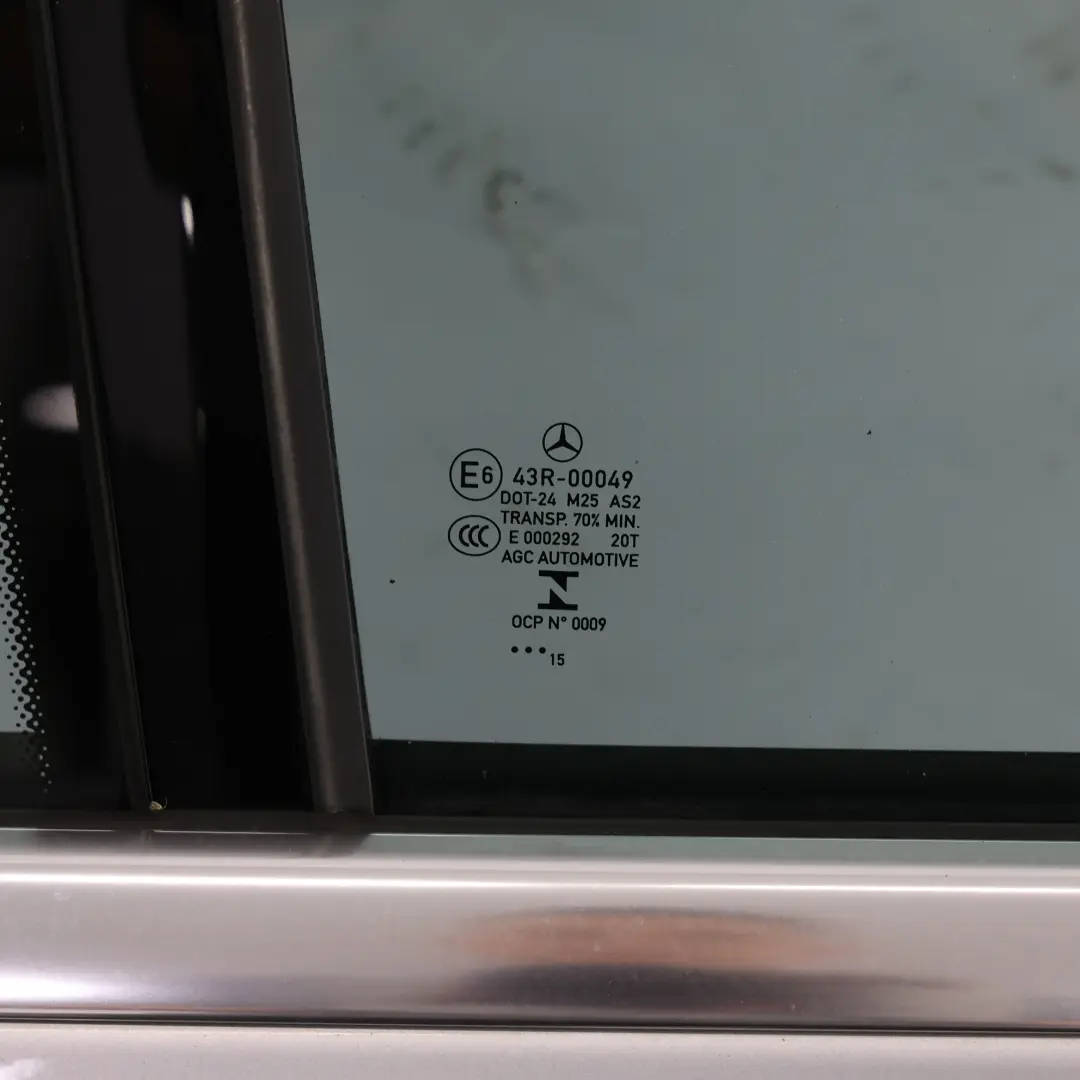 E6 43R-00049
DOT-24 M25 AS2
TRANSP. 70% MIN.
CCC E 000292 20T
AGC AUTOMOTIVE
N
OCP N° 0009
••• 15